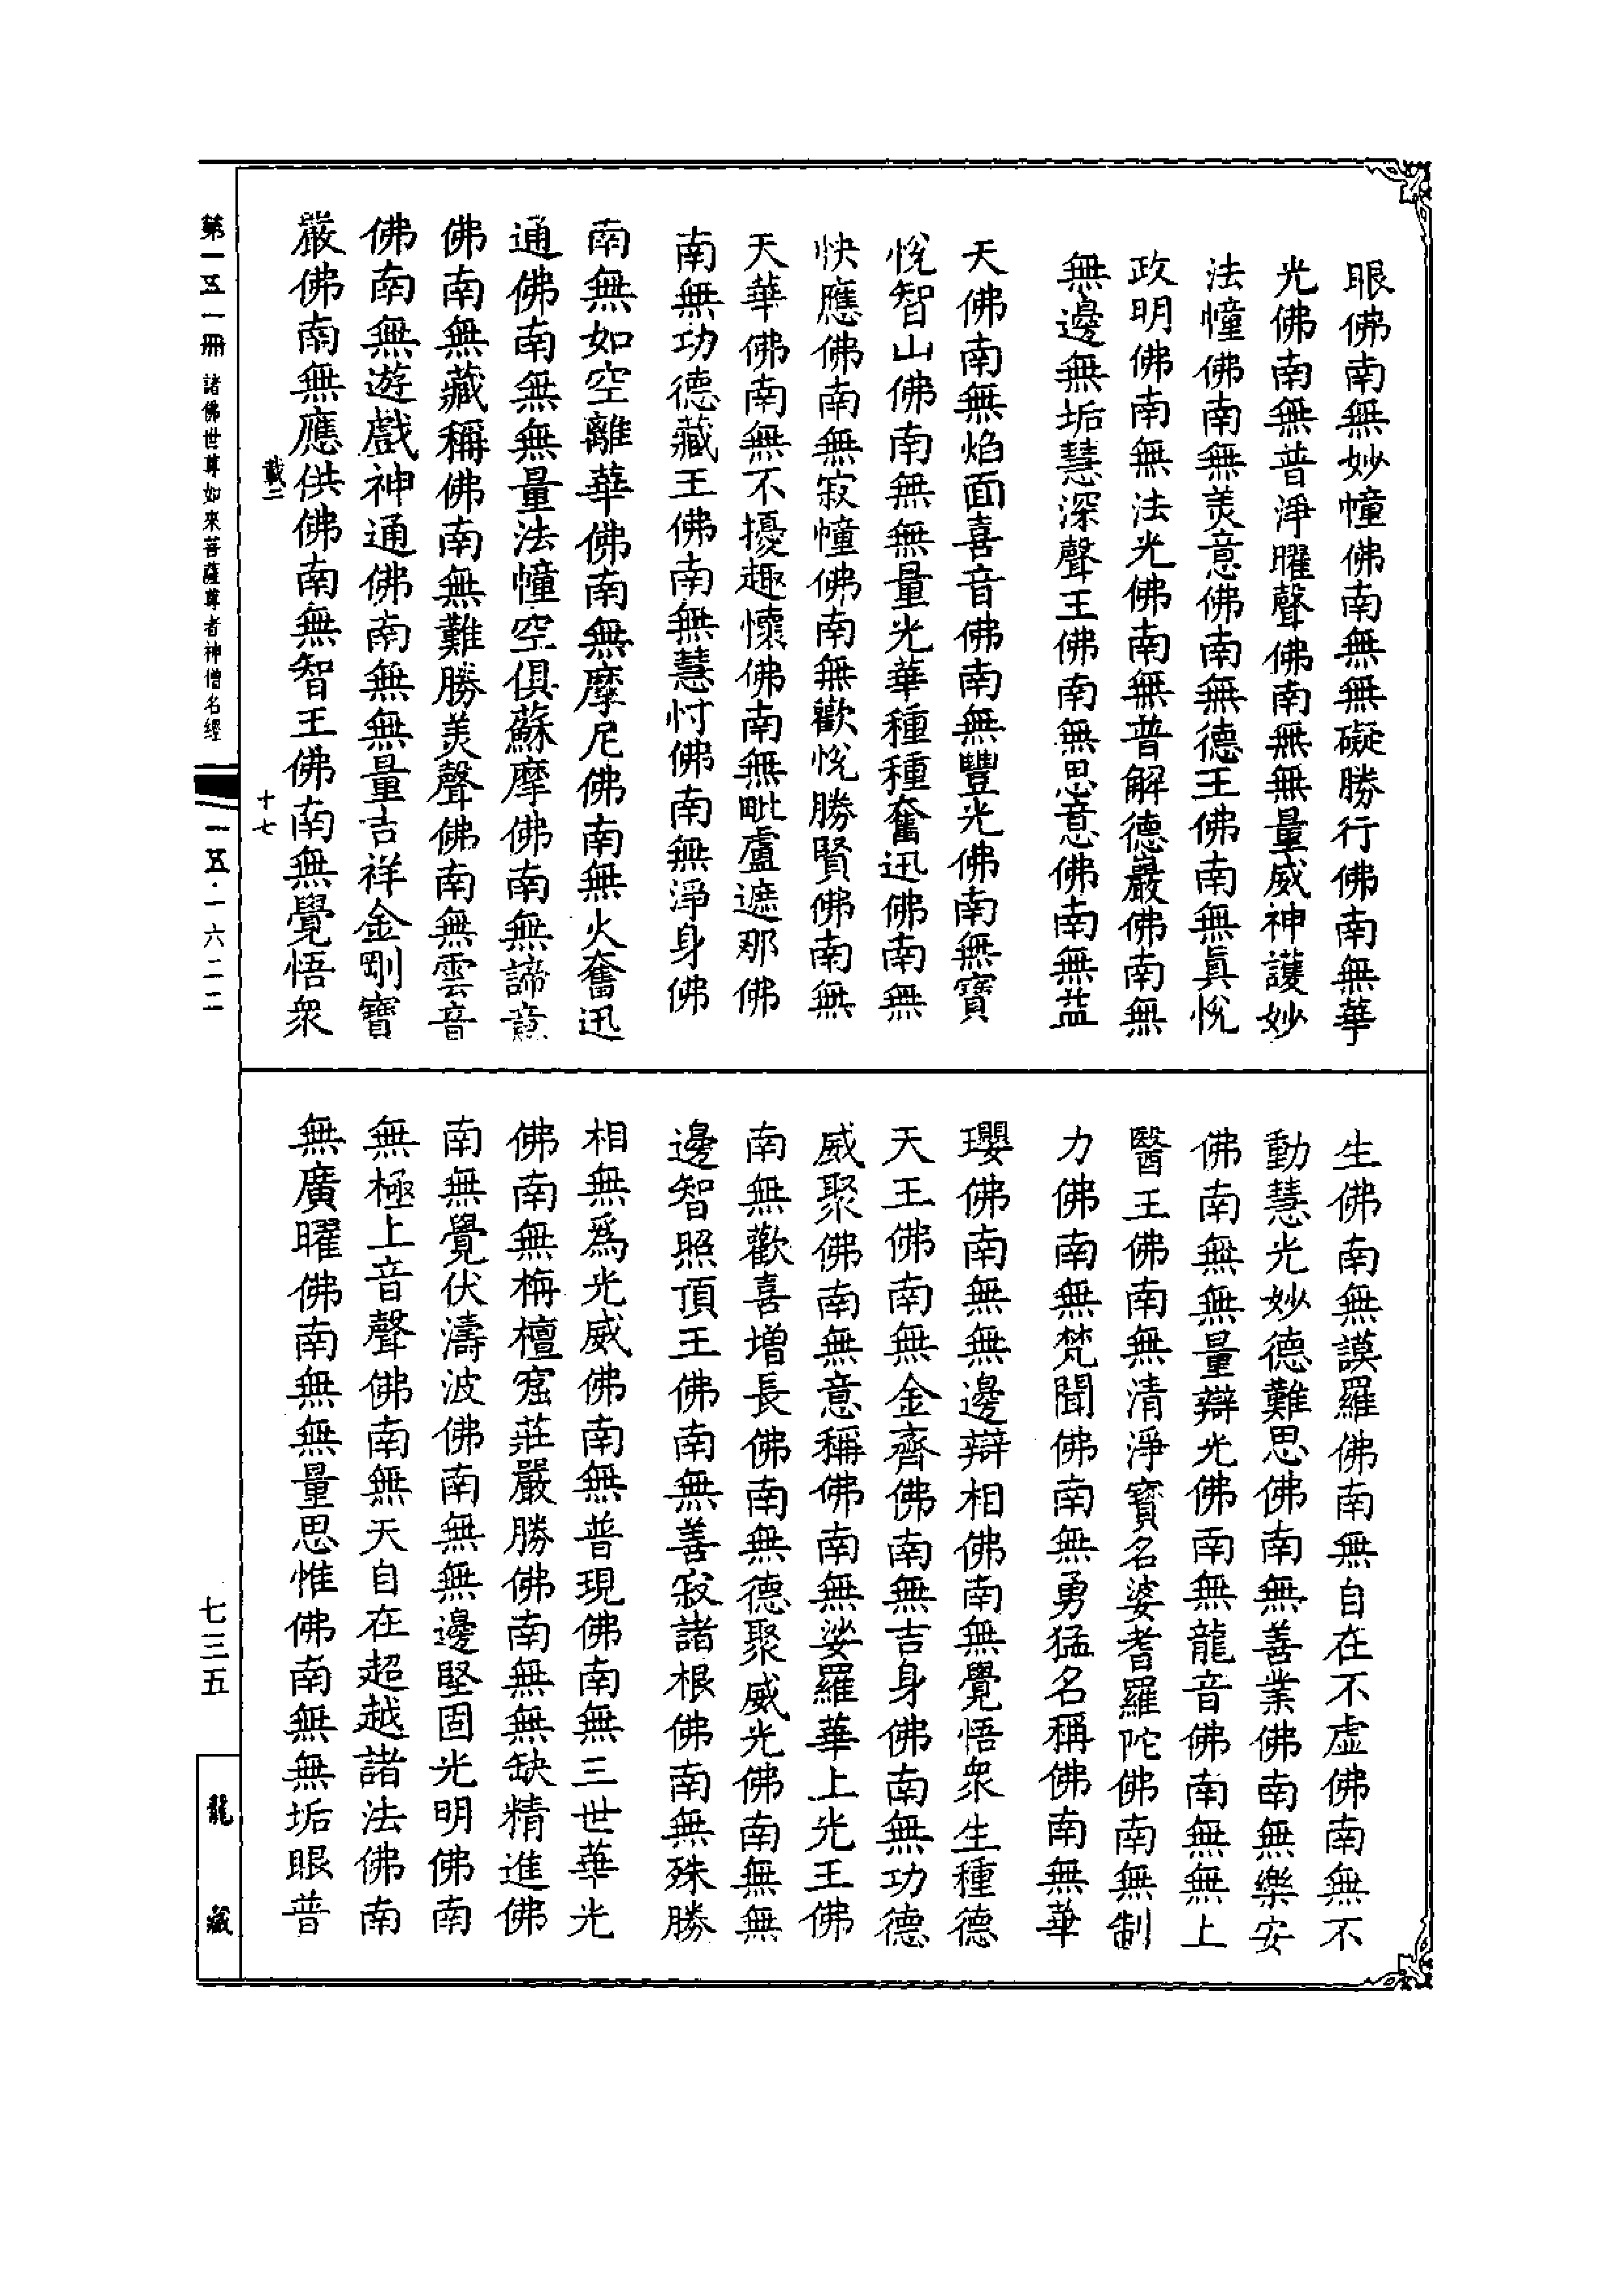 眼佛南無妙幢佛南無無礙勝行佛南無華
光佛南無普淨曜聲佛南無無量威神護妙
法幢佛南無美意佛南無德王佛南無眞悅
政明佛南無法光佛南無普解德嚴佛南無
無邊無垢慧深聲王佛南無思意佛南無益
天佛南無焰面喜音佛南無豐光佛南無寶
悅智山佛南無無量光華種種奮迅佛南無
快應佛南無寂幢佛南無歡悅勝賢佛南無
天華佛南無不擾趣懷佛南無毗盧遮那佛
南無功德藏王佛南無慧忖佛南無淨身佛
南無如空離華佛南無摩尼佛南無火奮迅
通佛南無無量法幢空俱蘇摩佛南無諦意
佛南無藏稱佛南無難勝美聲佛南無雲音
佛南無遊戲神通佛南無無量吉祥金剛寶
嚴佛南無應供佛南無智王佛南無覺悟衆
載二
十七
生佛南無謨羅佛南無自在不虛佛南無不
動慧光妙德難思佛南無善業佛南無樂安
佛南無無量辯光佛南無龍音佛南無無上
醫王佛南無清淨寶名娑耆羅陀佛南無制
力佛南無梵聞佛南無勇猛名稱佛南無華
瓔佛南無無邊辯相佛南無覺悟衆生種德
天王佛南無金齊佛南無吉身佛南無功德
威聚佛南無意稱佛南無娑羅華上光王佛
南無歡喜增長佛南無德聚威光佛南無無
邊智照頂王佛南無善寂諸根佛南無殊勝
相無爲光威佛南無普現佛南無三世華光
佛南無栴檀窟莊嚴勝佛南無無缺精進佛
南無覺伏濤波佛南無無邊堅固光明佛南
無極上音聲佛南無天自在超越諸法佛南
無廣曜佛南無無量思惟佛南無無垢眼普
第一五一冊
諸佛世尊如來菩薩尊者神僧名經
一五·一六二二
七三五
龍藏